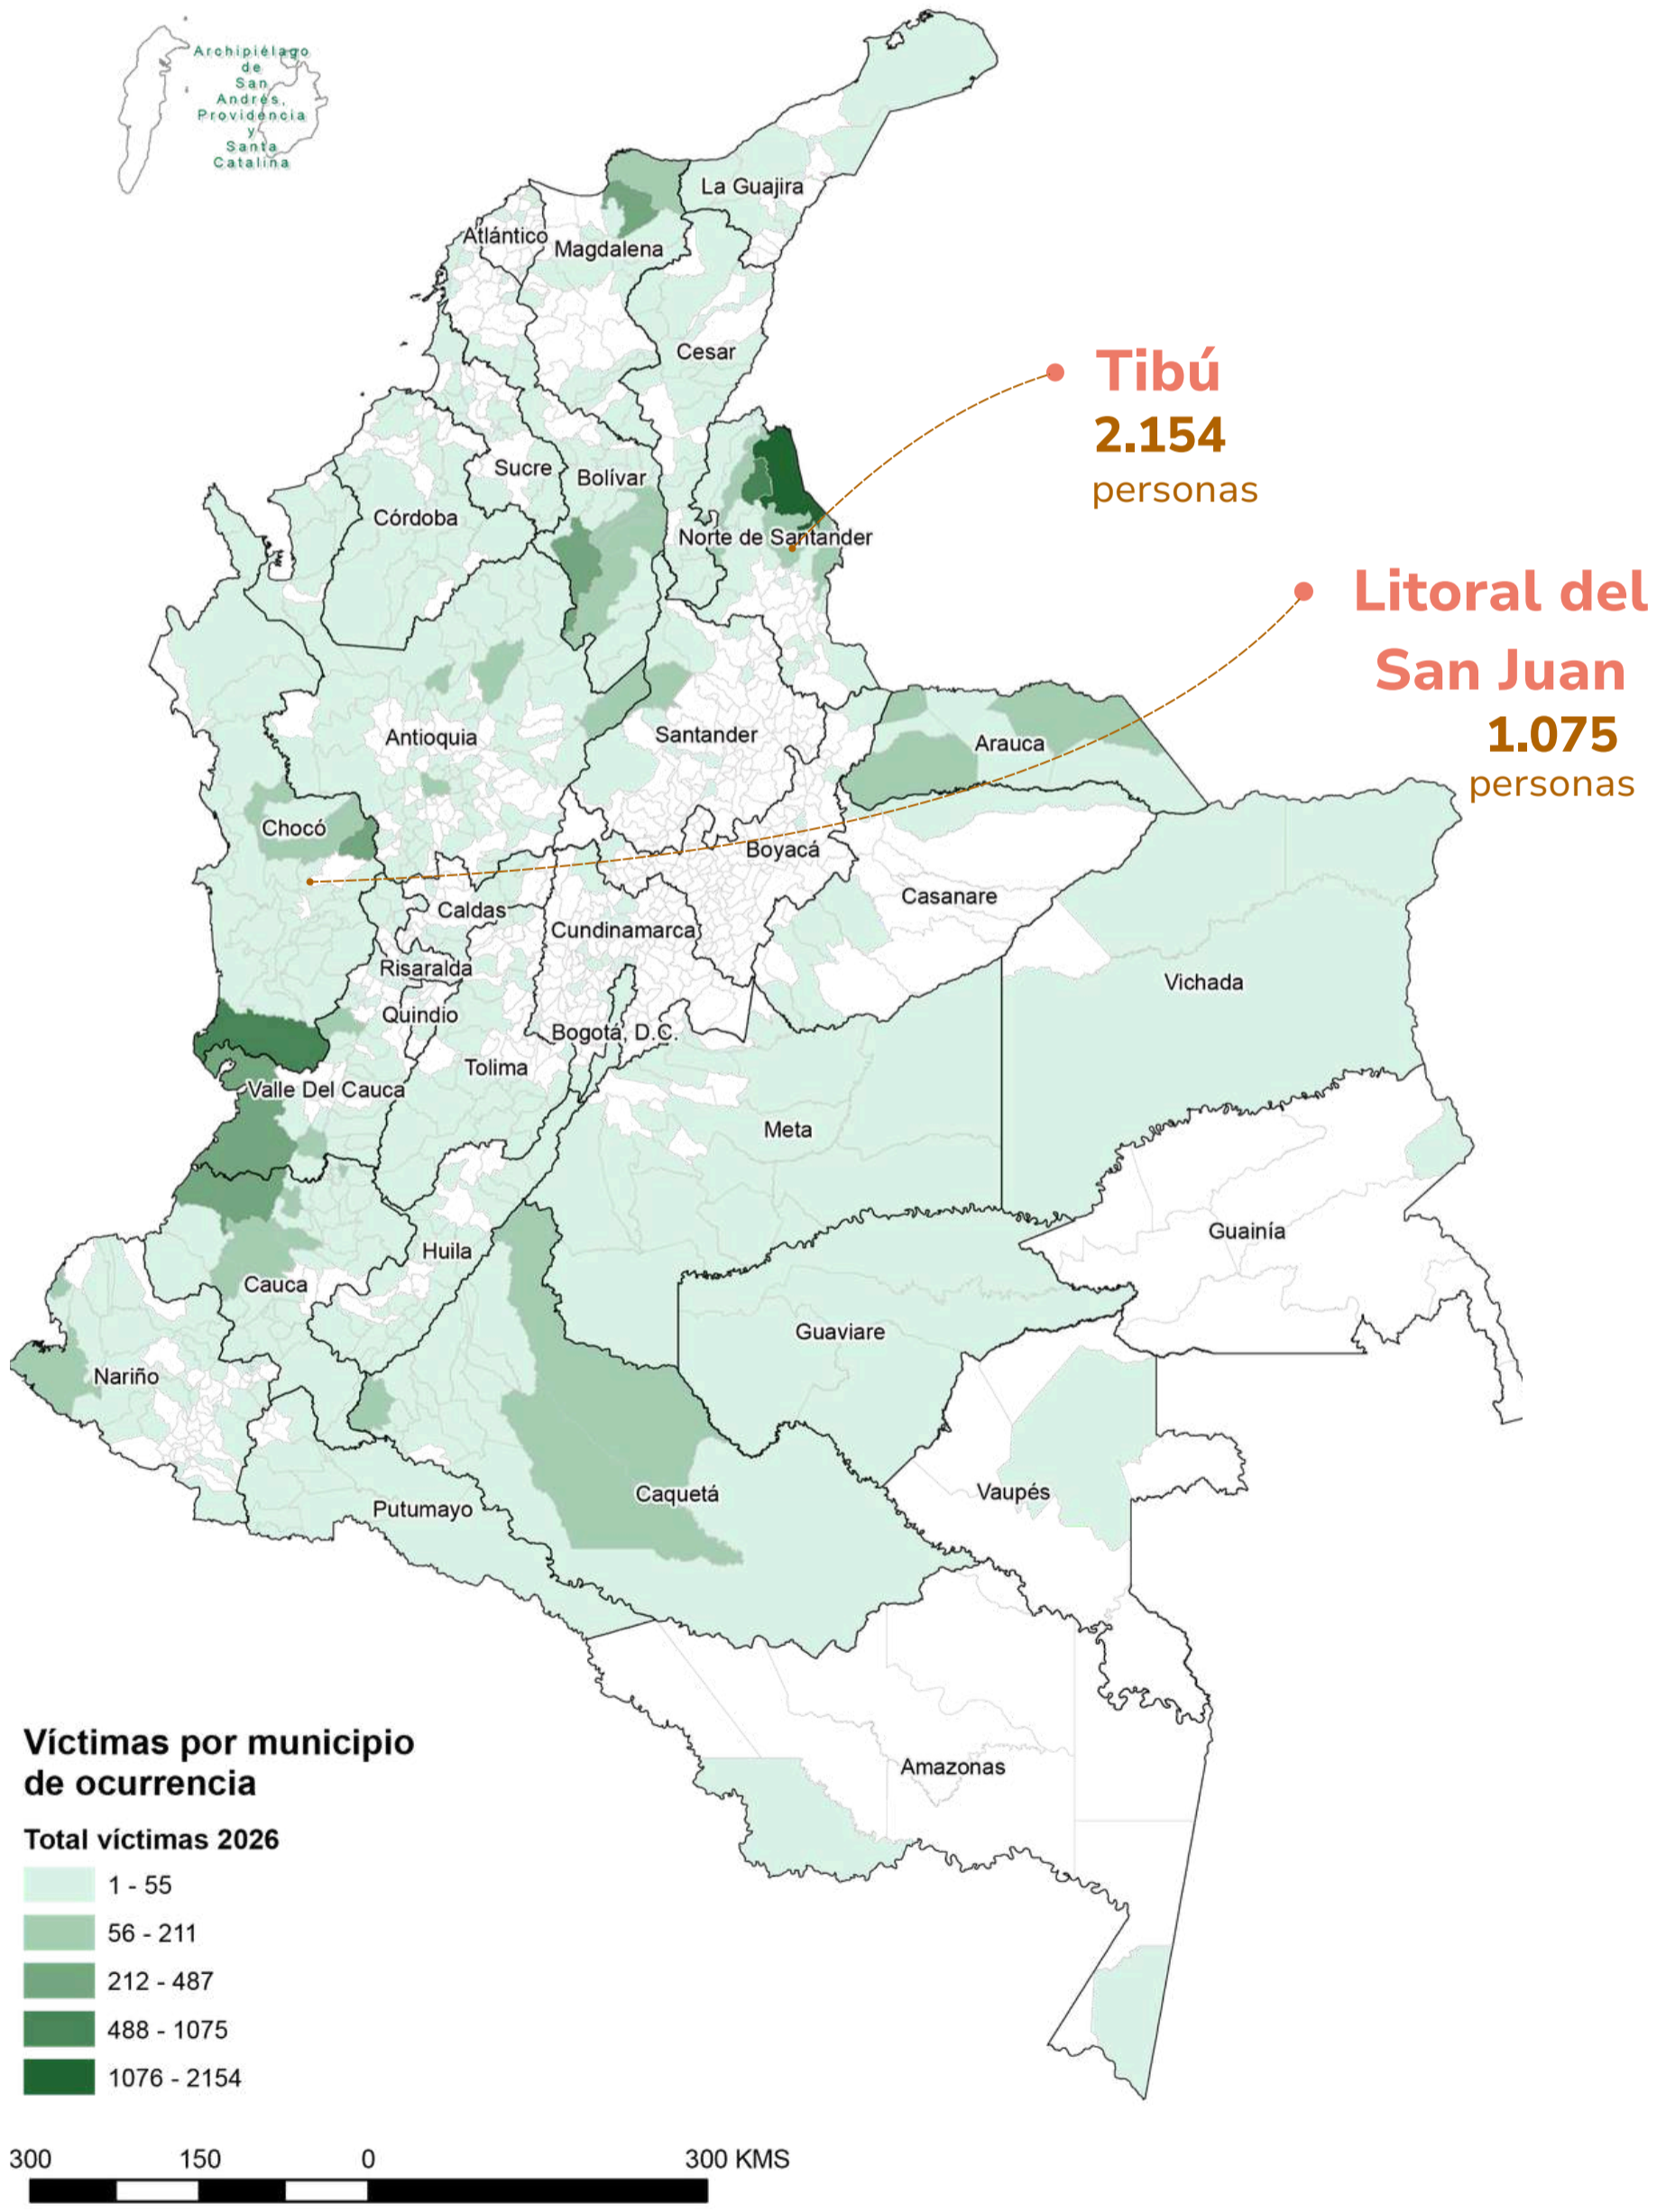 Archipiélago
de
San
Andrés,
Providencia
y
Santa
Catalina
La Guajira
Atlántico
Magdalena
Cesar
Tibú
2.154
personas
Sucre
Bolívar
Córdoba
Norte de Santander
Litoral del
San Juan
1.075
personas
Antioquia
Santander
Arauca
Chocó
Boyacá
Casanare
Caldas
Cundinamarca
Risaralda
Vichada
Quindio
Bogotá, D.C.
Tolima
Valle Del Cauca
Meta
Guainía
Huila
Cauca
Guaviare
Nariño
Vaupés
Caquetá
Putumayo
Amazonas
Víctimas por municipio
de ocurrencia
Total víctimas 2026
1 - 55
56 - 211
212 - 487
488 - 1075
1076 - 2154
300 150 0 300 KMS